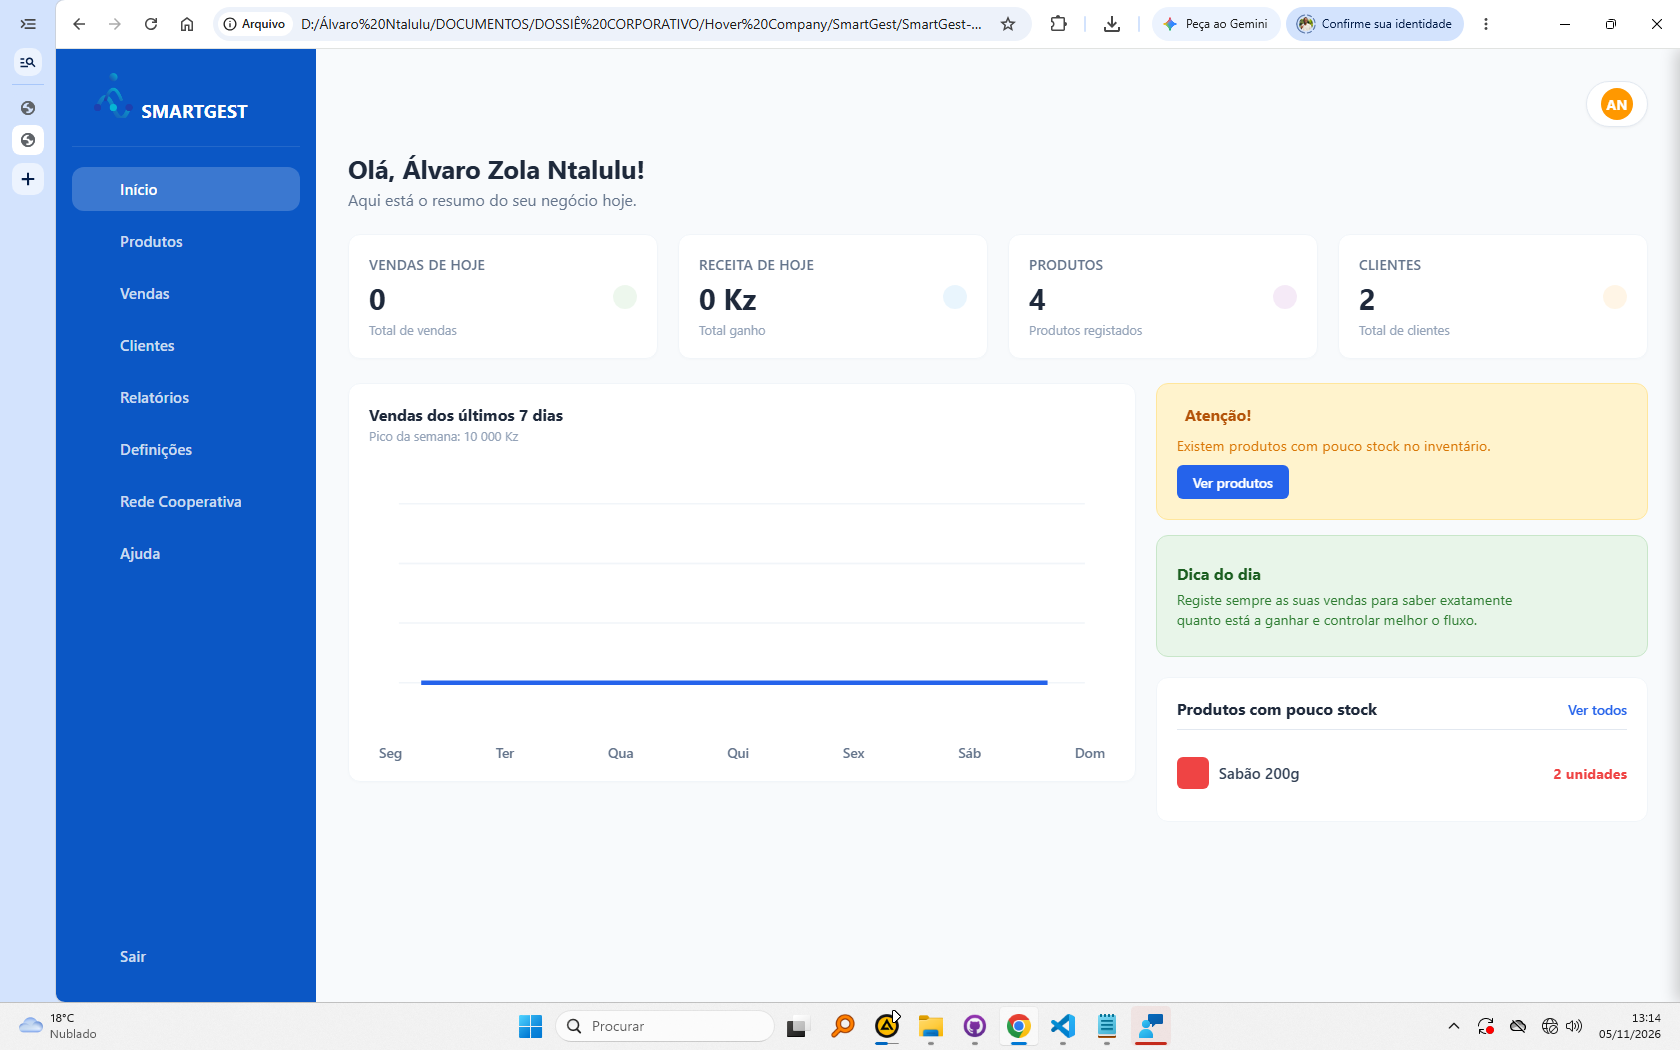 Arquivo
D:/Álvaro%20Ntalulu/DOCUMENTOS/DOSSIÊ%20CORPORATIVO/Hover%20Company/SmartGest/SmartGest-...
Peça ao Gemini
Confirme sua identidade
SMARTGEST
Início
Produtos
Vendas
Clientes
Relatórios
Definições
Rede Cooperativa
Ajuda
Sair
AN
Olá, Álvaro Zola Ntalulu!
Aqui está o resumo do seu negócio hoje.
VENDAS DE HOJE
0
Total de vendas
RECEITA DE HOJE
0 Kz
Total ganho
PRODUTOS
4
Produtos registados
CLIENTES
2
Total de clientes
Vendas dos últimos 7 dias
Pico da semana: 10 000 Kz
Seg Ter Qua Qui Sex Sáb Dom
Atenção!
Existem produtos com pouco stock no inventário.
Ver produtos
Dica do dia
Registe sempre as suas vendas para saber exatamente
quanto está a ganhar e controlar melhor o fluxo.
Produtos com pouco stock
Ver todos
Sabão 200g
2 unidades
18°C
Nublado
Procurar
13:14
05/11/2026